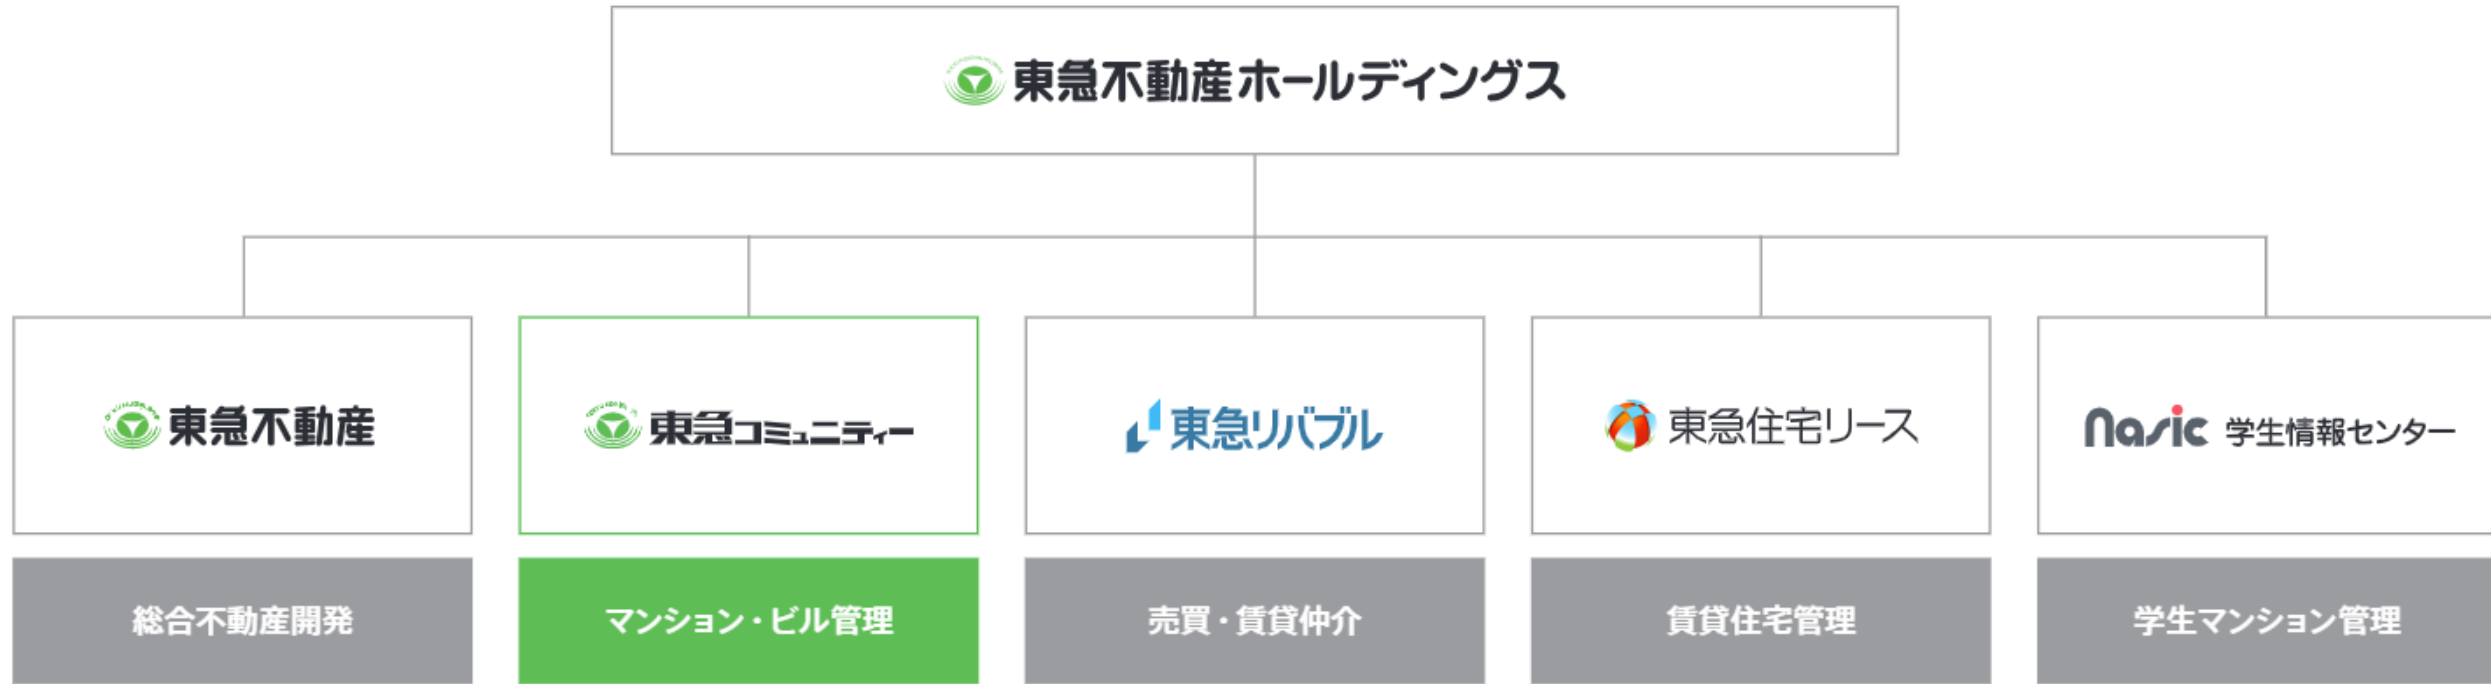 東急不動産ホールディングス
東急不動産
東急コミュニティー
東急リバブル
東急住宅リース
nasic 学生情報センター
総合不動産開発
マンション・ビル管理
売買・賃貸仲介
賃貸住宅管理
学生マンション管理